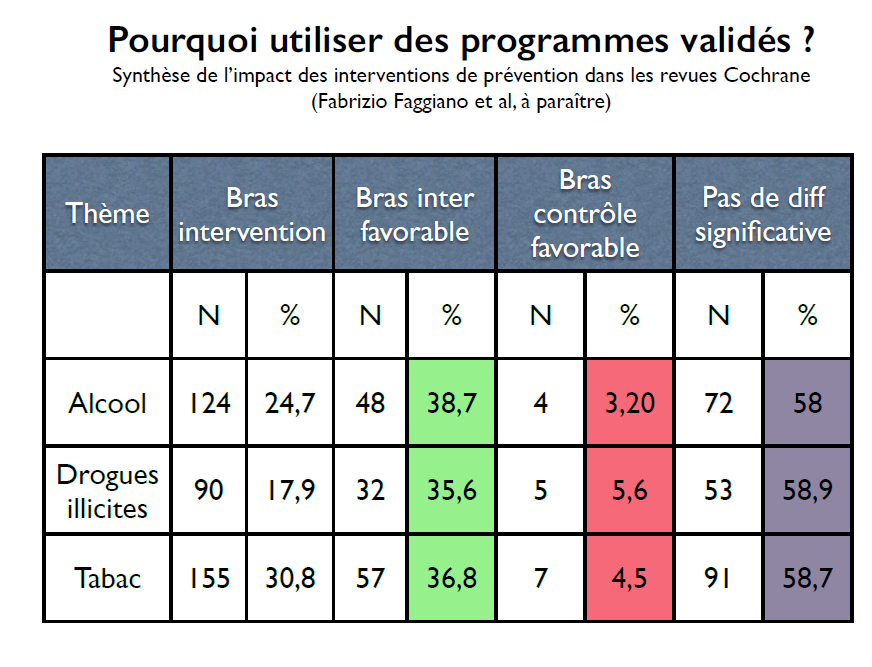 Pourquoi utiliser des programmes validés ?
Synthèse de l'impact des interventions de prévention dans les revues Cochrane
(Fabrizio Faggiano et al, à paraître)
Thème Bras intervention Bras inter favorable Bras contrôle favorable Pas de diff significative
N % N % N % N %
Alcool 124 24,7 48 38,7 4 3,20 72 58
Drogues illicites 90 17,9 32 35,6 5 5,6 53 58,9
Tabac 155 30,8 57 36,8 7 4,5 91 58,7